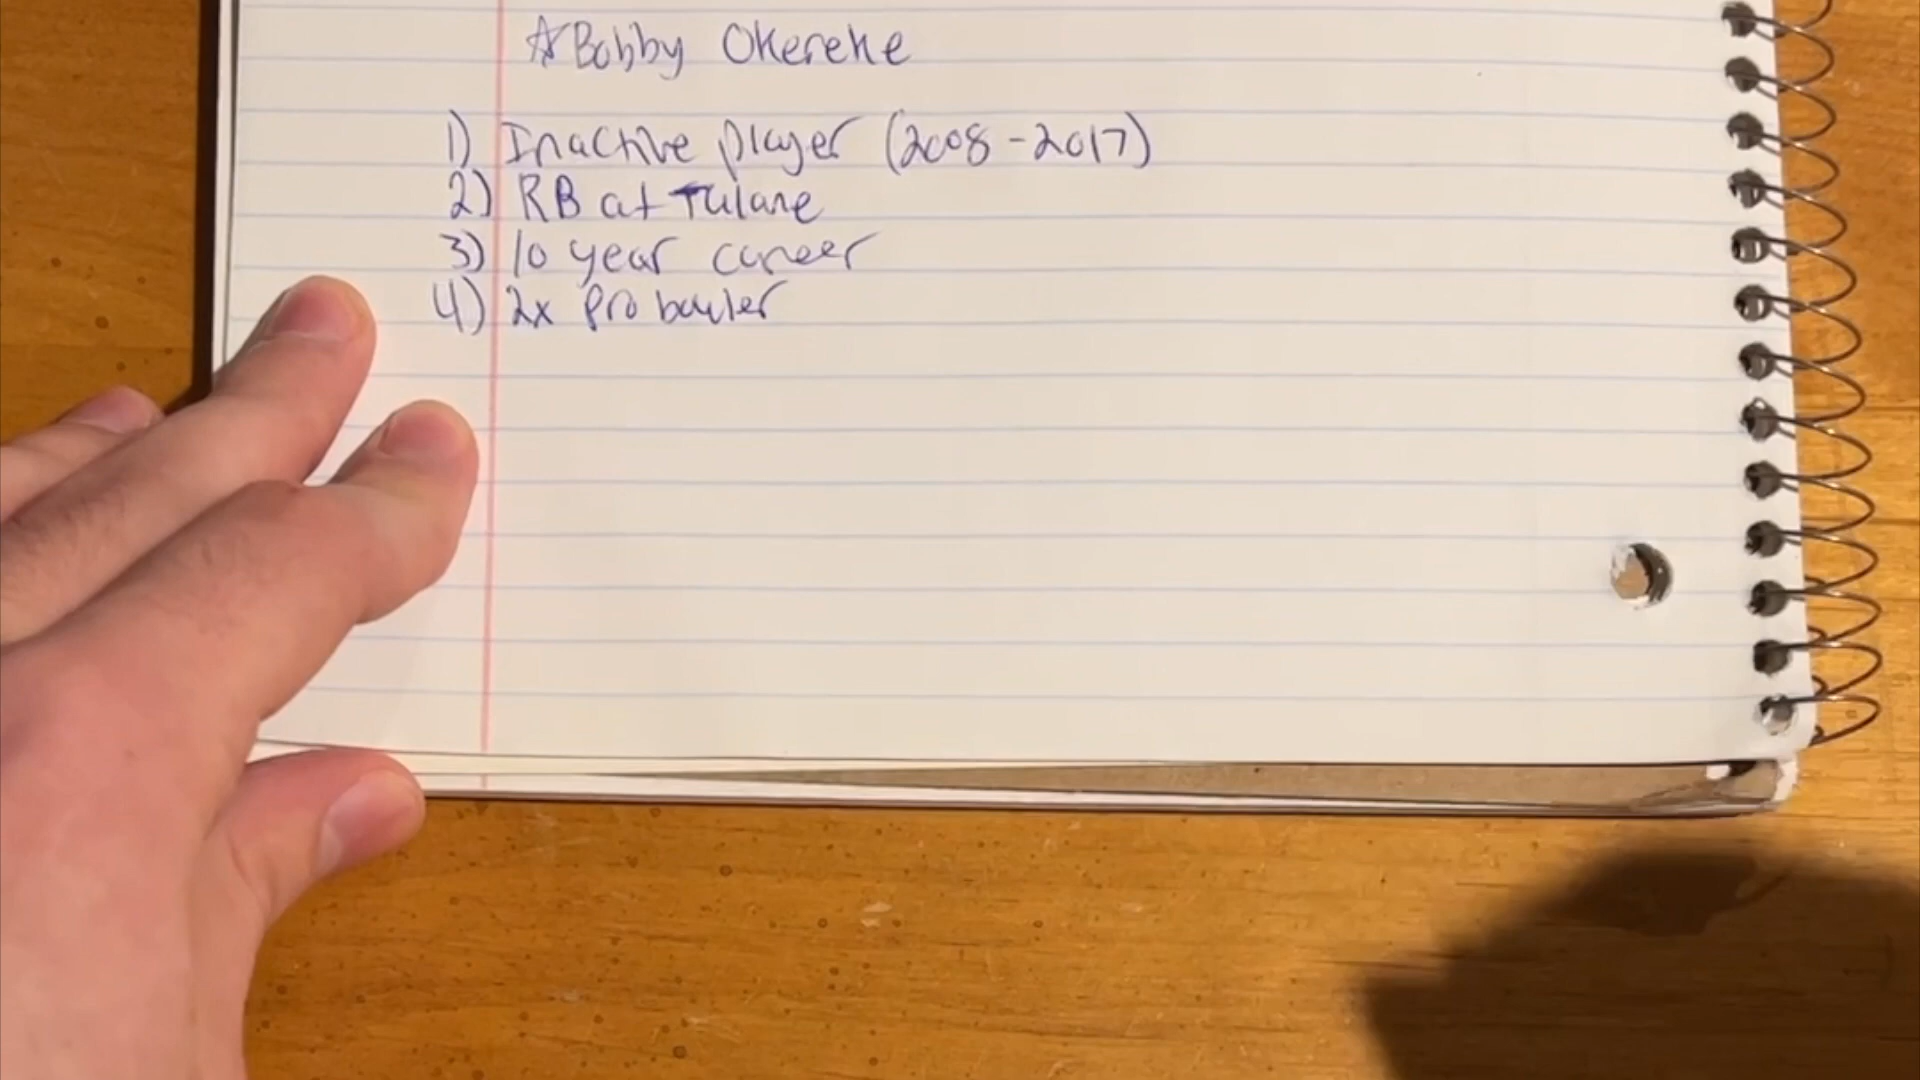 ☆Bobby Okereke
1) Inactive player (2008-2017)
2) RB at Tulane
3) 10 year career
4) 2x Pro bowler